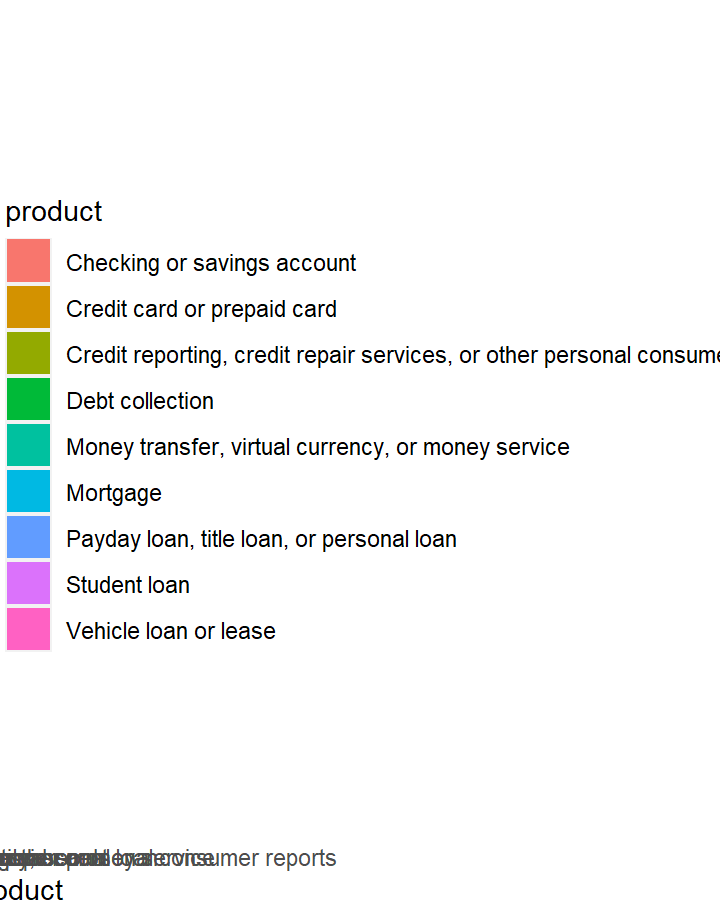 product
Checking or savings account
Credit card or prepaid card
Credit reporting, credit repair services, or other personal consume
Debt collection
Money transfer, virtual currency, or money service
Mortgage
Payday loan, title loan, or personal loan
Student loan
Vehicle loan or lease
consumer reports
oduct